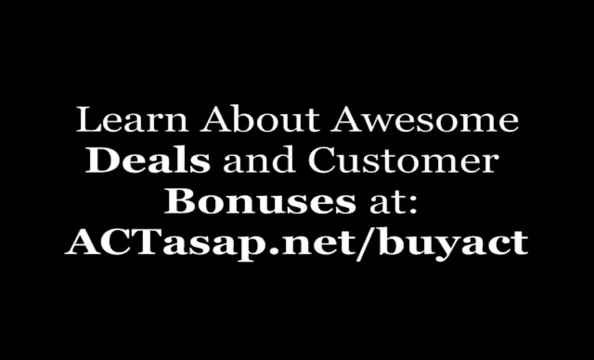 Learn About Awesome
Deals and Customer
Bonuses at:
ACTasap.net/buyact